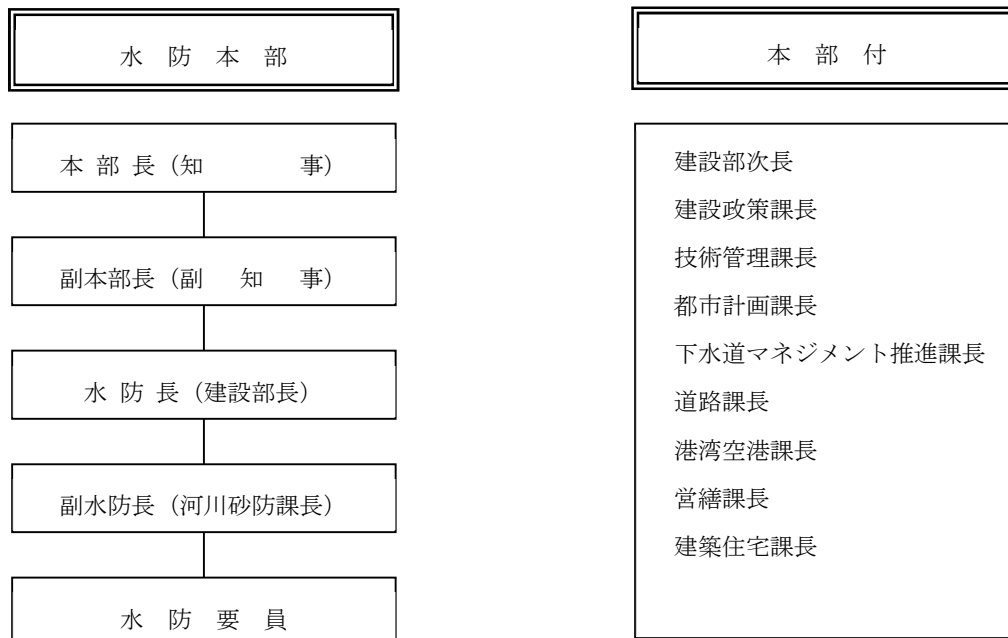 水 防 本 部
本 部 長（知 事）
副本部長（副 知 事）
水 防 長（建設部長）
副水防長（河川砂防課長）
水 防 要 員
本 部 付
建設部次長
建設政策課長
技術管理課長
都市計画課長
下水道マネジメント推進課長
道路課長
港湾空港課長
営繕課長
建築住宅課長